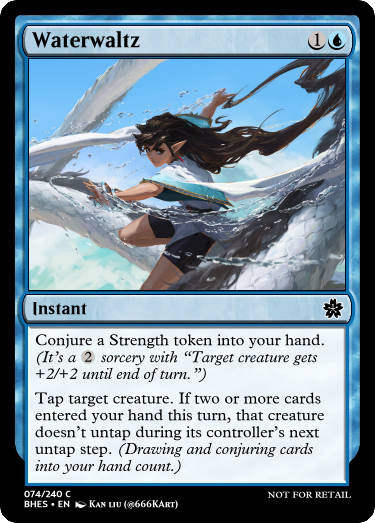 Waterwaltz 1
Instant
Conjure a Strength token into your hand.
(It's a 2 sorcery with “Target creature gets
+2/+2 until end of turn.”)
Tap target creature. If two or more cards
entered your hand this turn, that creature
doesn't untap during its controller's next
untap step. (Drawing and conjuring cards
into your hand count.)
074/240 C
BHES • EN Kan liu (@666KArt)
NOT FOR RETAIL